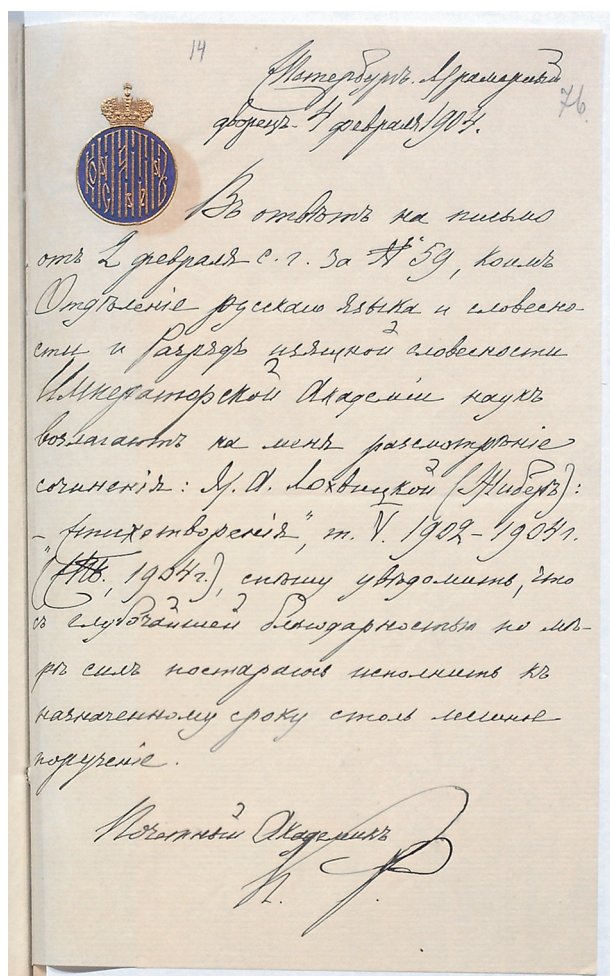 14
Петербургъ. Мраморный
76
дворецъ. 4 февраля 1904.
Въ отвѣтъ на письмо
отъ 2 февраля с. г. за № 59, коимъ
Отдѣленіе русскаго языка и словесно-
сти и Разрядъ изящной словесности
Императорской Академіи наукъ
возлагаютъ на меня разсмотрѣніе
сочиненія: М. А. Лохвицкой (Жиберъ):
– „Стихотворенія“, т. V. 1902–1904 г.
(СПб., 1904 г.), спѣшу увѣдомить, что
съ глубочайшей благодарностью по мѣ-
рѣ силъ постараюсь исполнить къ
назначенному сроку столь лестное
порученіе.
Почетный Академикъ
К. Р.